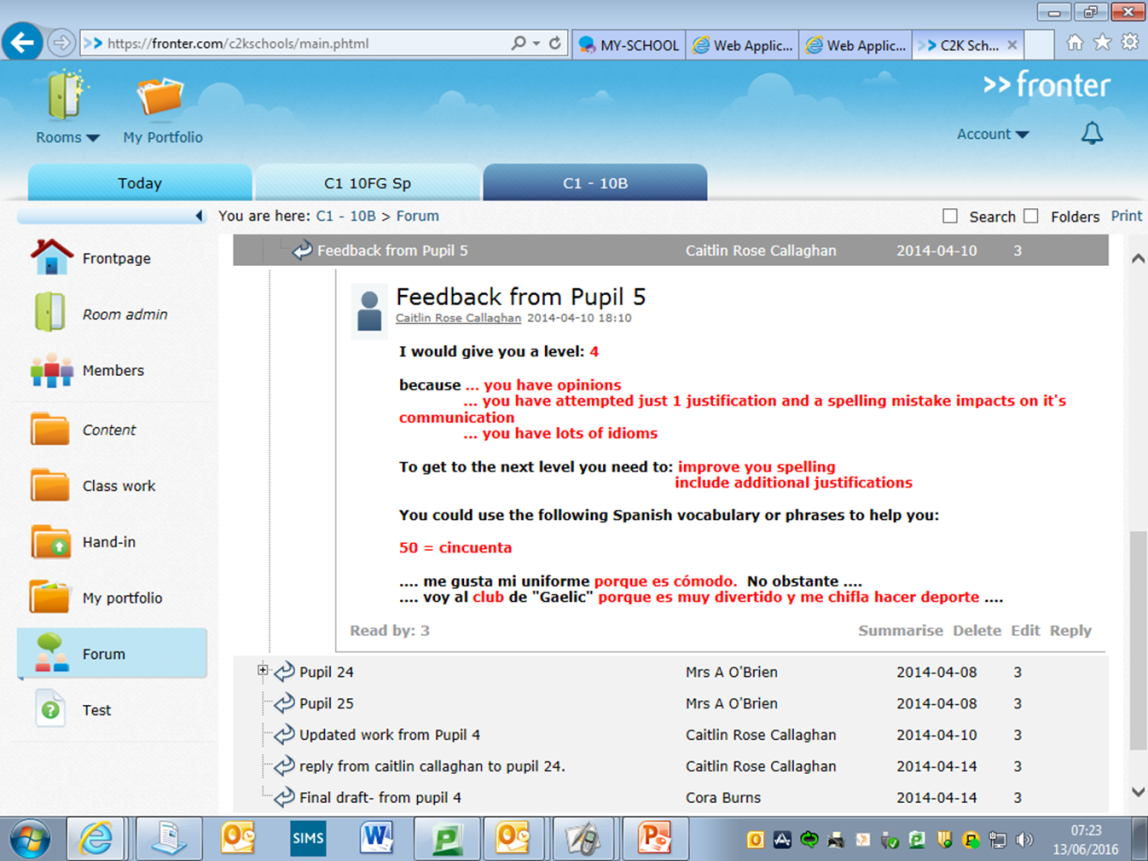 https://fronter.com/c2kschools/main.phtml
MY-SCHOOL
Web Applic...
Web Applic...
>> C2K Sch...
>>fronter
Rooms
My Portfolio
Account
Today
C1 10FG Sp
C1 - 10B
You are here: C1 - 10B > Forum
Search
Folders
Print
Frontpage
Room admin
Members
Content
Class work
Hand-in
My portfolio
Forum
Test
Feedback from Pupil 5 Caitlin Rose Callaghan 2014-04-10 3
Feedback from Pupil 5
Caitlin Rose Callaghan 2014-04-10 18:10
I would give you a level: 4
because ... you have opinions
... you have attempted just 1 justification and a spelling mistake impacts on it's
communication
... you have lots of idioms
To get to the next level you need to: improve you spelling
include additional justifications
You could use the following Spanish vocabulary or phrases to help you:
50 = cincuenta
.... me gusta mi uniforme porque es cómodo. No obstante ....
.... voy al club de "Gaelic" porque es muy divertido y me chifla hacer deporte ....
Read by: 3 Summarise Delete Edit Reply
Pupil 24 Mrs A O'Brien 2014-04-08 3
Pupil 25 Mrs A O'Brien 2014-04-08 3
Updated work from Pupil 4 Caitlin Rose Callaghan 2014-04-10 3
reply from caitlin callaghan to pupil 24. Caitlin Rose Callaghan 2014-04-14 3
Final draft- from pupil 4 Cora Burns 2014-04-14 3
SIMS
07:23
13/06/2016